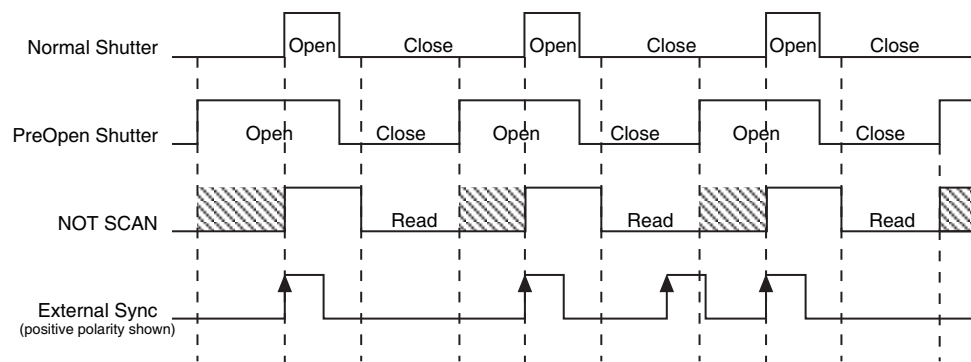 Normal Shutter
Open Close Open Close Open Close
PreOpen Shutter
Open Close Open Close Open Close
NOT SCAN
Read Read Read
External Sync
(positive polarity shown)